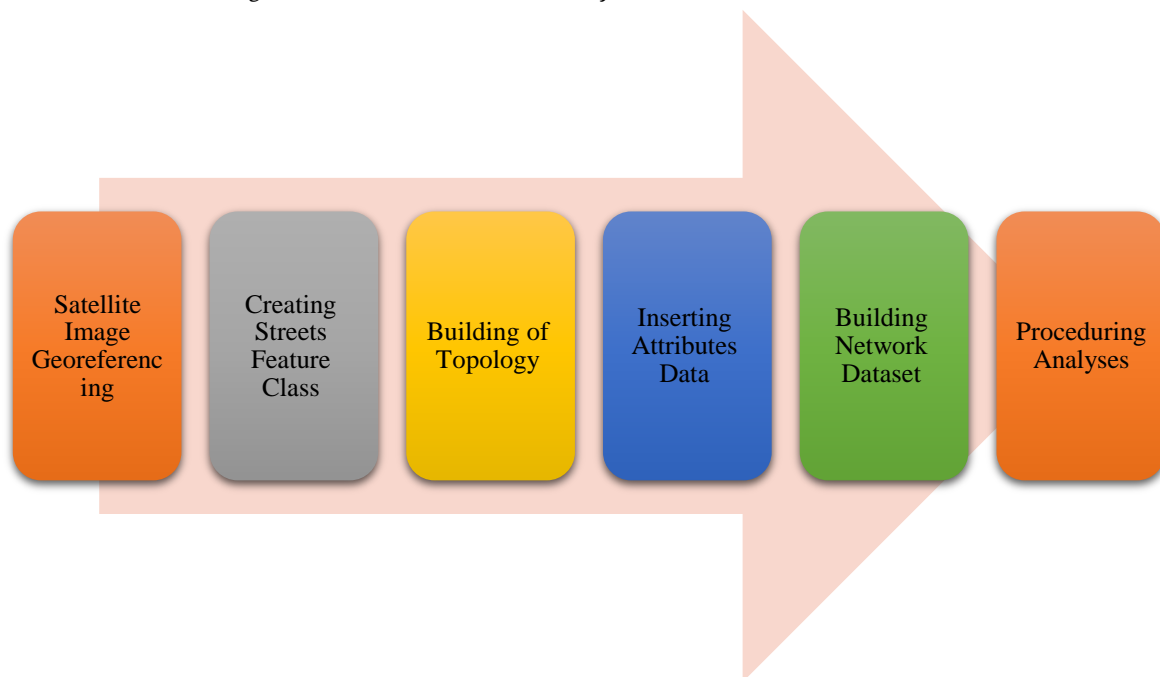 Satellite
Image
Georeferenc
ing
Creating
Streets
Feature
Class
Building of
Topology
Inserting
Attributes
Data
Building
Network
Dataset
Proceduring
Analyses